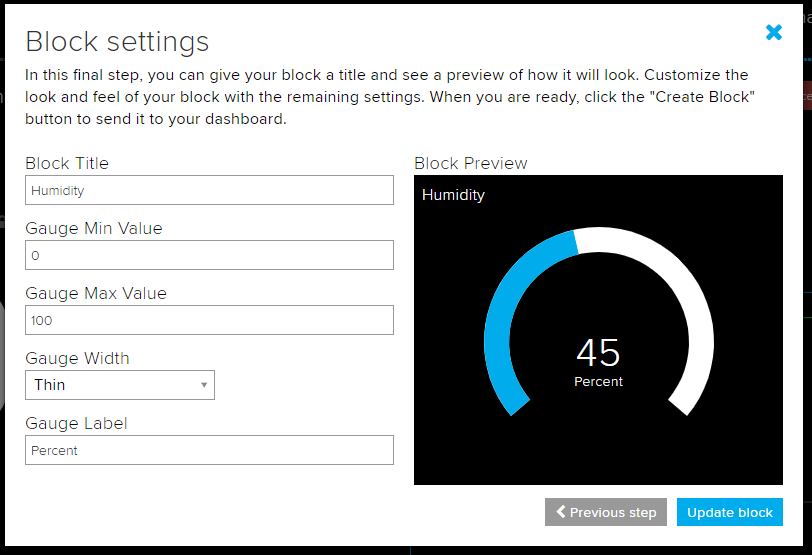 Block settings
In this final step, you can give your block a title and see a preview of how it will look. Customize the
look and feel of your block with the remaining settings. When you are ready, click the "Create Block"
button to send it to your dashboard.
Block Title
Humidity
Gauge Min Value
0
Gauge Max Value
100
Gauge Width
Thin
Gauge Label
Percent
Block Preview
Humidity
45
Percent
Previous step
Update block